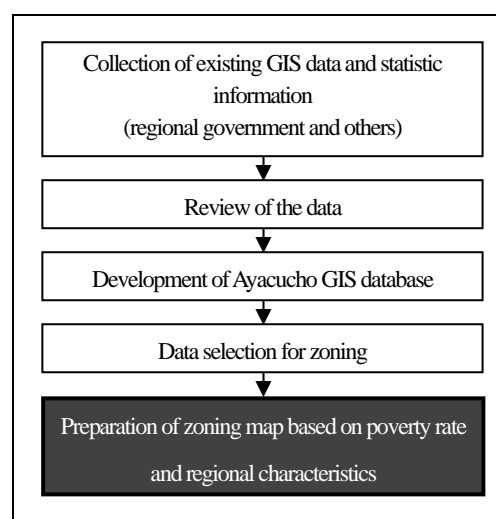 Collection of existing GIS data and statistic
information
(regional government and others)
Review of the data
Development of Ayacucho GIS database
Data selection for zoning
Preparation of zoning map based on poverty rate
and regional characteristics